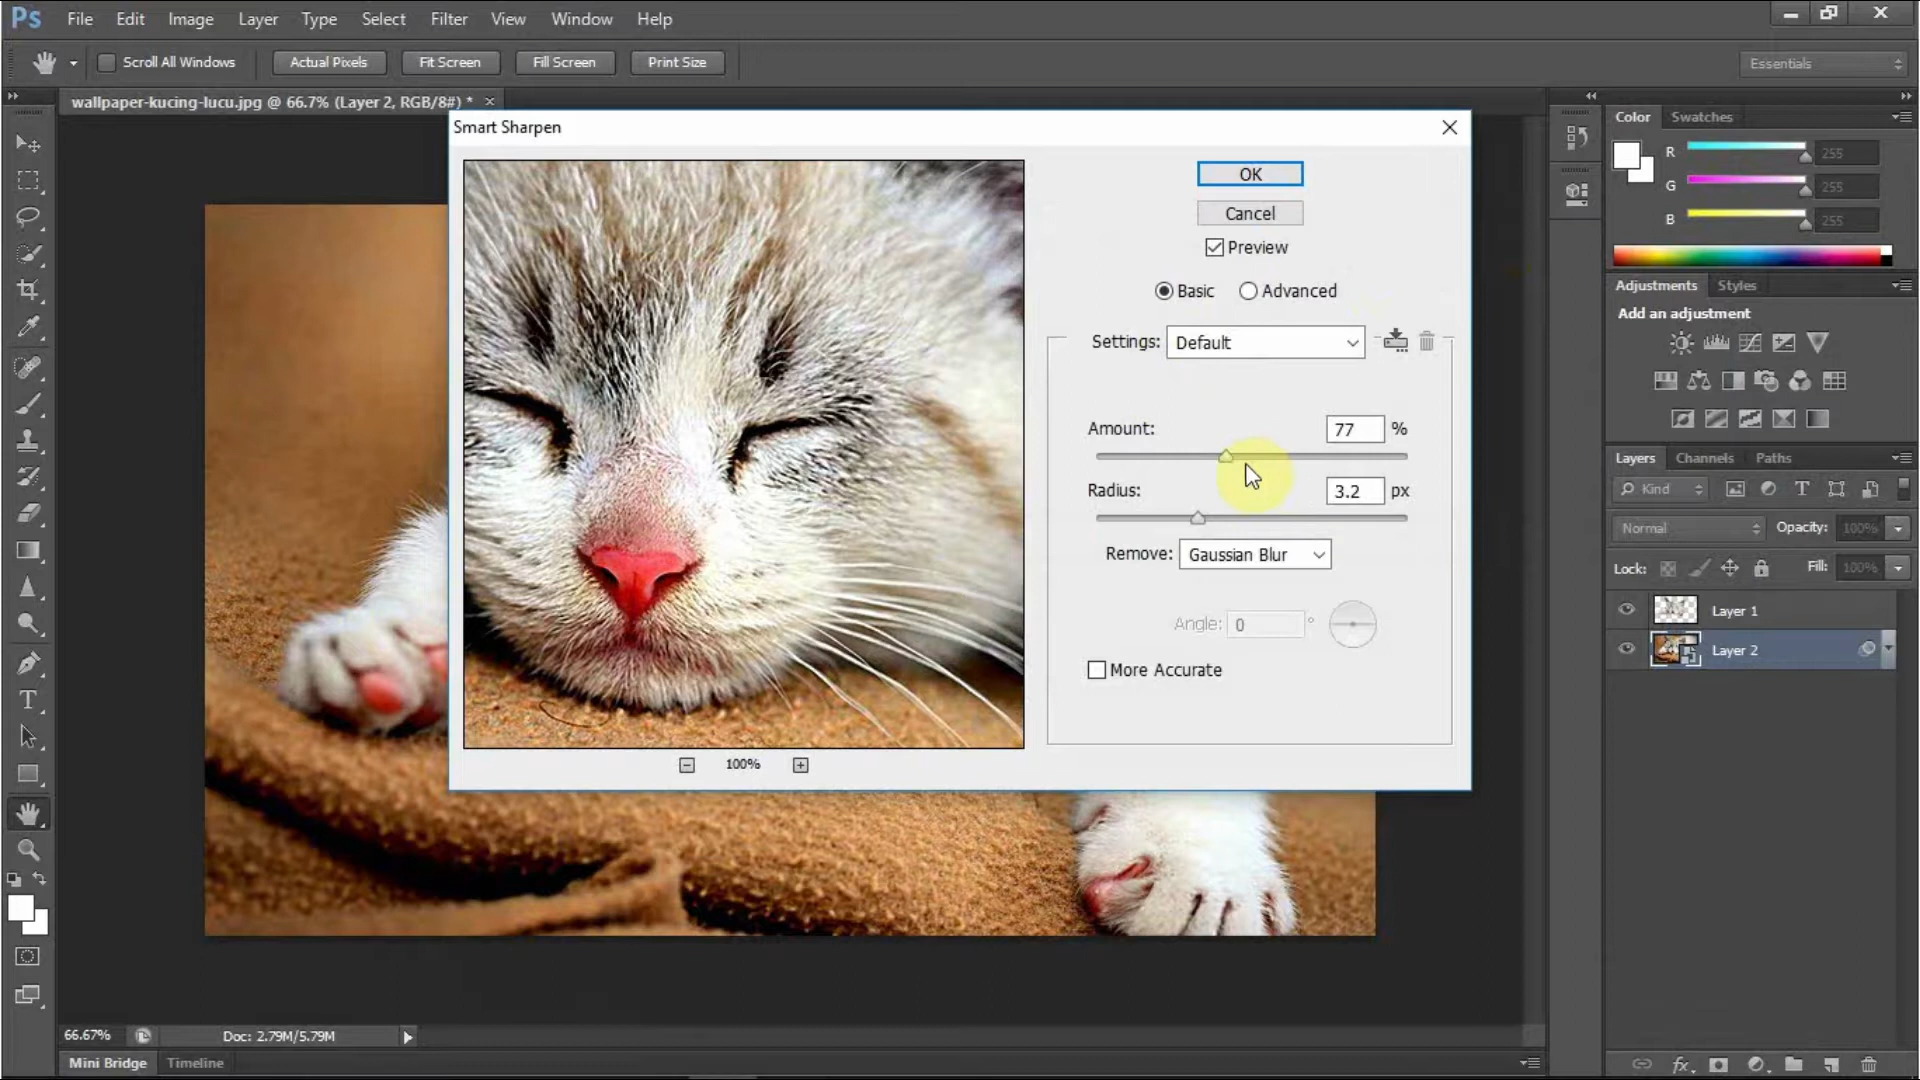 Ps File Edit Image Layer Type Select Filter View Window Help
Scroll All Windows Actual Pixels Fit Screen Fill Screen Print Size Essentials
wallpaper-kucing-lucu.jpg @ 66.7% (Layer 2, RGB/8#) * ×
Smart Sharpen
OK
Cancel
Preview
Basic Advanced
Settings: Default
Amount: 77 %
Radius: 3.2 px
Remove: Gaussian Blur
Angle: 0 °
More Accurate
100%
Color Swatches
R 255
G 255
B 255
Adjustments Styles
Add an adjustment
Layers Channels Paths
Kind
Normal Opacity: 100%
Lock: Fill: 100%
Layer 1
Layer 2
fx
66.67% Doc: 2.79M/5.79M
Mini Bridge Timeline